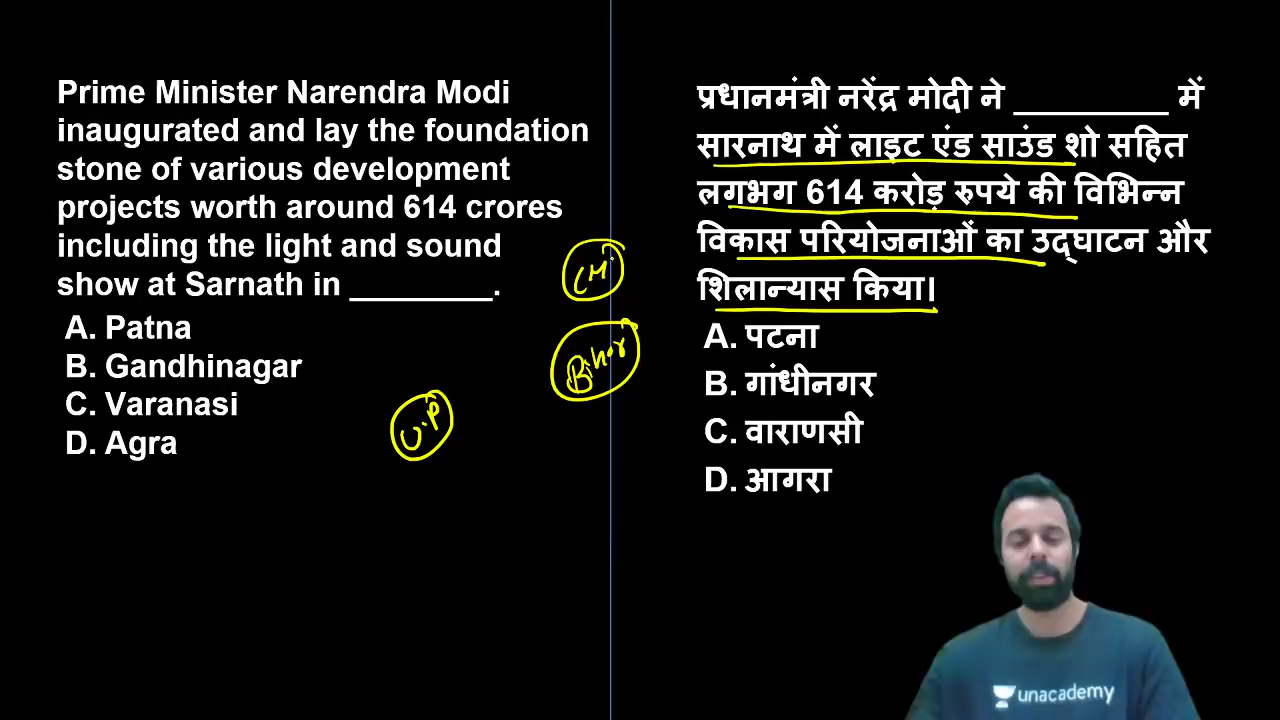 Prime Minister Narendra Modi
inaugurated and lay the foundation
stone of various development
projects worth around 614 crores
including the light and sound
show at Sarnath in ________.
A. Patna
B. Gandhinagar
C. Varanasi
D. Agra
CM
Bihar
U.P
प्रधानमंत्री नरेंद्र मोदी ने _________ में
सारनाथ में लाइट एंड साउंड शो सहित
लगभग 614 करोड़ रुपये की विभिन्न
विकास परियोजनाओं का उद्घाटन और
शिलान्यास किया।
A. पटना
B. गांधीनगर
C. वाराणसी
D. आगरा
unacademy